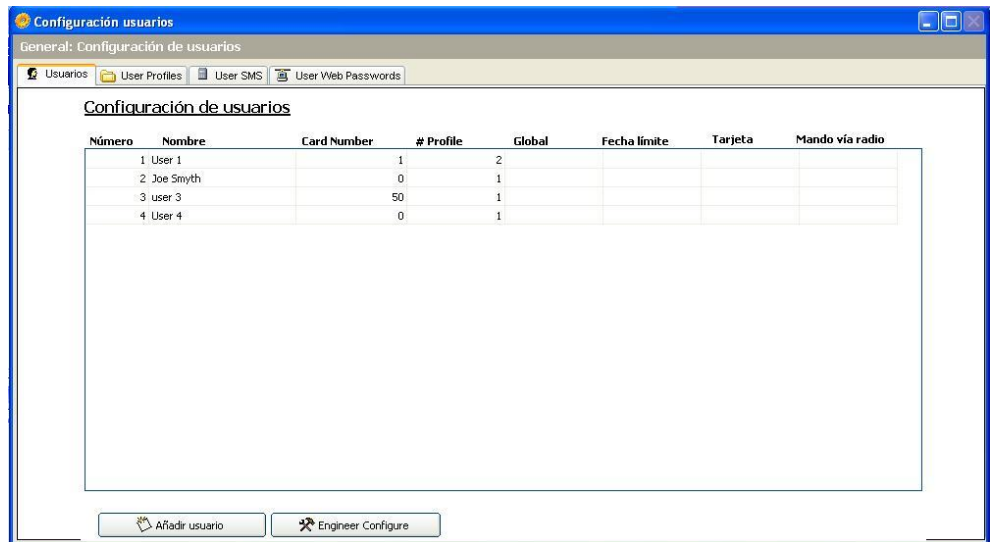 Configuración usuarios
General: Configuración de usuarios
Usuarios User Profiles User SMS User Web Passwords
Configuración de usuarios
Número Nombre Card Number # Profile Global Fecha límite Tarjeta Mando vía radio
1 User 1 1 2
2 Joe Smyth 0 1
3 user 3 50 1
4 User 4 0 1
Añadir usuario Engineer Configure